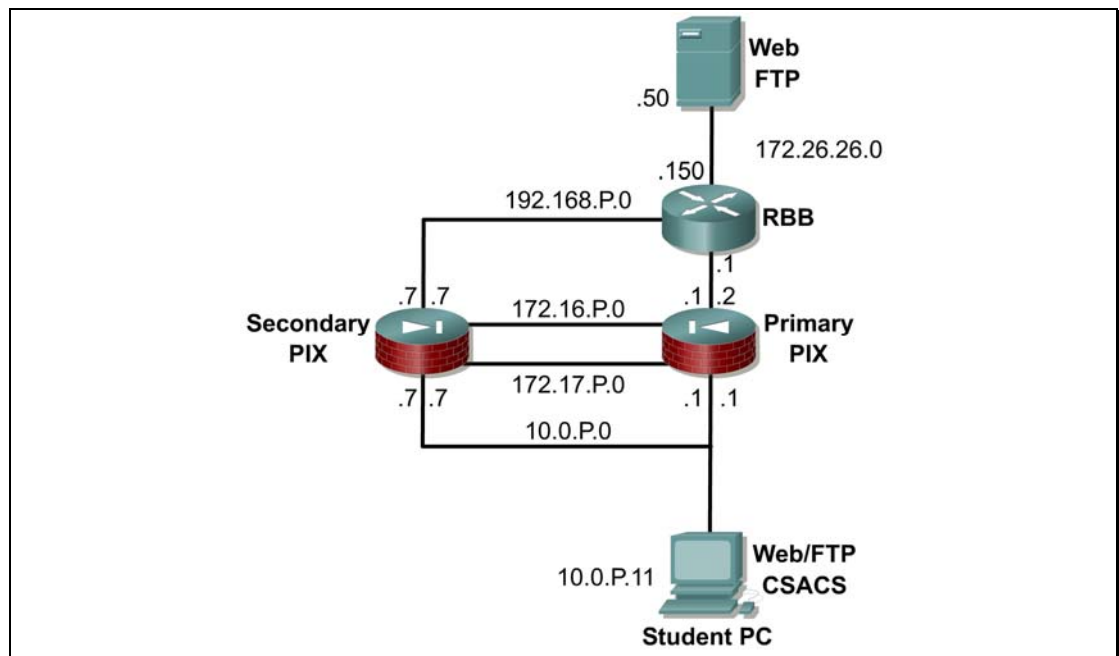 Web
FTP
.50
172.26.26.0
.150
192.168.P.0
RBB
.1
.7 .7
172.16.P.0
.1 .2
Secondary
PIX
Primary
PIX
172.17.P.0
.7 .7
.1 .1
10.0.P.0
Web/FTP
CSACS
10.0.P.11
Student PC